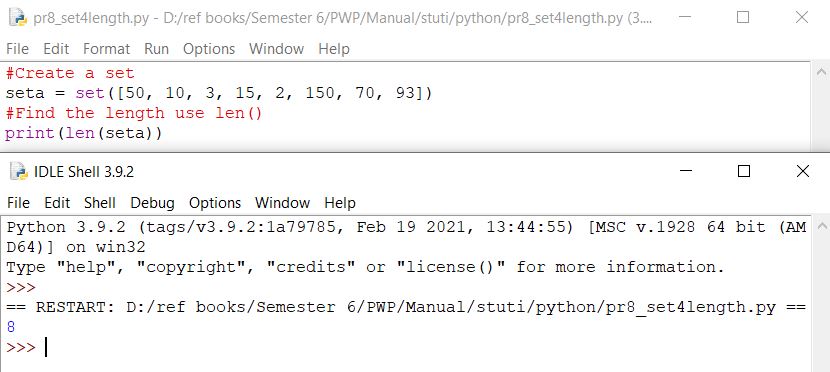 pr8_set4length.py - D:/ref books/Semester 6/PWP/Manual/stuti/python/pr8_set4length.py (3....
File Edit Format Run Options Window Help
#Create a set
seta = set([50, 10, 3, 15, 2, 150, 70, 93])
#Find the length use len()
print(len(seta))
IDLE Shell 3.9.2
File Edit Shell Debug Options Window Help
Python 3.9.2 (tags/v3.9.2:1a79785, Feb 19 2021, 13:44:55) [MSC v.1928 64 bit (AM
D64)] on win32
Type "help", "copyright", "credits" or "license()" for more information.
>>>
== RESTART: D:/ref books/Semester 6/PWP/Manual/stuti/python/pr8_set4length.py ==
8
>>>